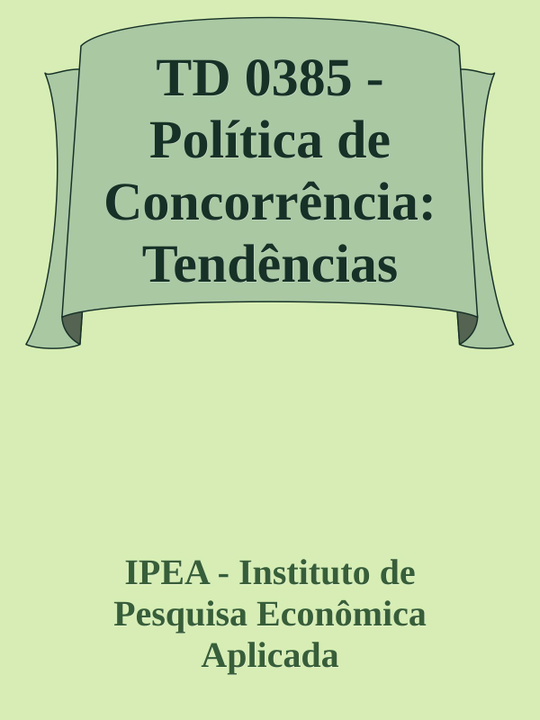 TD 0385 -
Política de
Concorrência:
Tendências
IPEA - Instituto de
Pesquisa Econômica
Aplicada